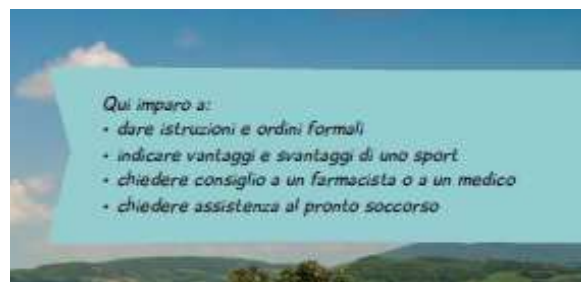 Qui imparo a:
• dare istruzioni e ordini formali
• indicare vantaggi e svantaggi di uno sport
• chiedere consiglio a un farmacista o a un medico
• chiedere assistenza al pronto soccorso